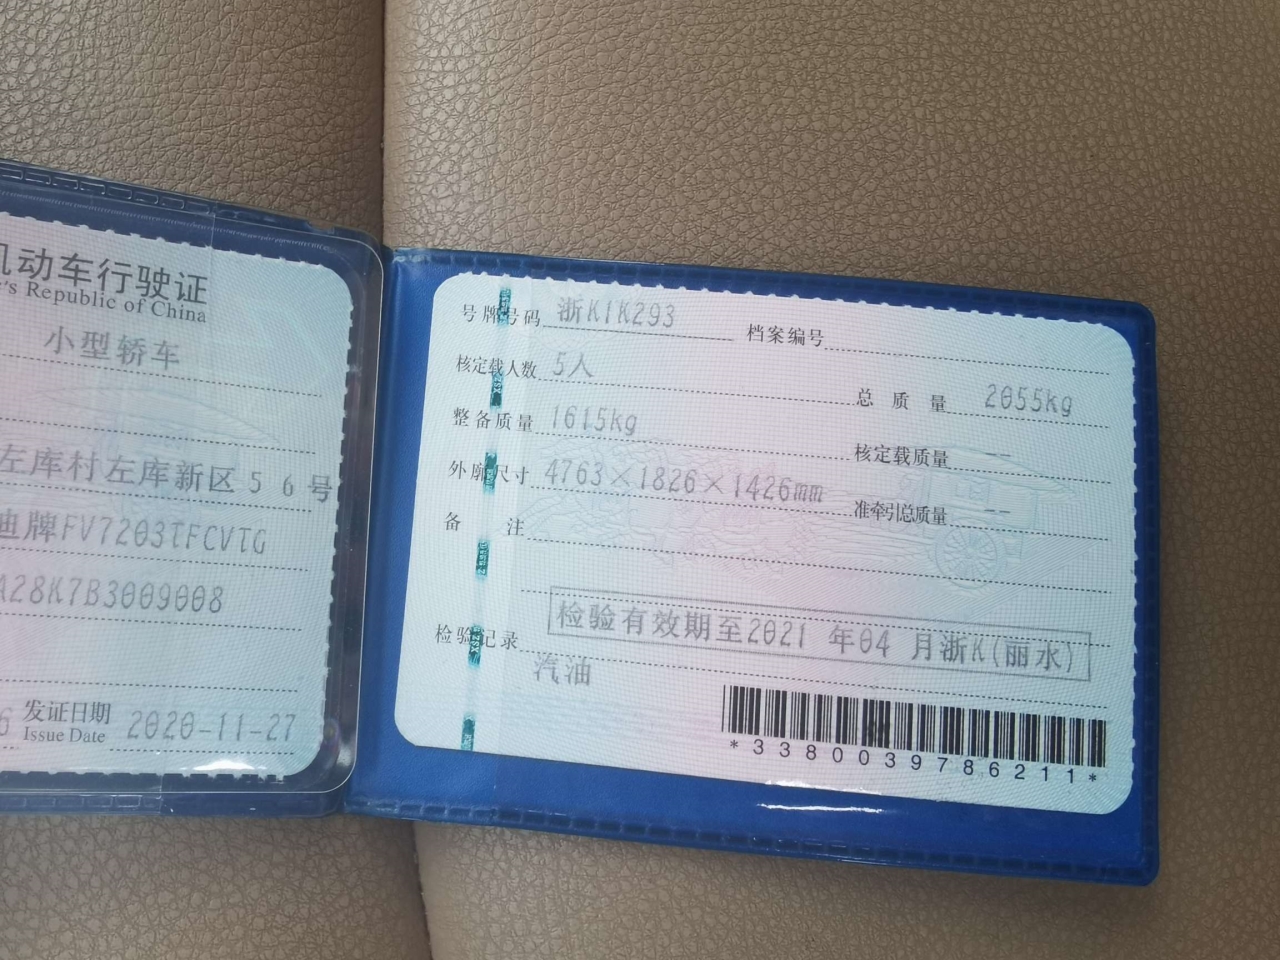 机动车行驶证
's Republic of China
小型轿车
左库村左库新区56号
迪牌FV7203TFCVTG
A28K7B3009008
6 发证日期 2020-11-27
Issue Date
号牌号码 浙K1K293 档案编号
核定载人数 5人 总质量 2055kg
整备质量 1615kg 核定载质量 --
外廓尺寸 4763×1826×1426mm 准牵引总质量 --
备注
检验有效期至2021年04月浙K(丽水)
检验记录
汽油
*3380039786211*